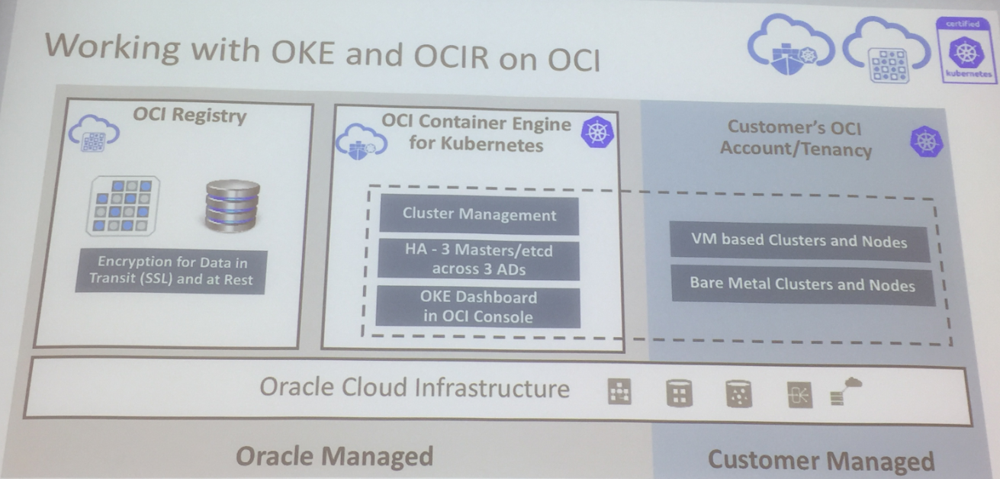 Working with OKE and OCIR on OCI
certified
kubernetes
OCI Registry
Encryption for Data in
Transit (SSL) and at Rest
OCI Container Engine
for Kubernetes
Cluster Management
HA - 3 Masters/etcd
across 3 ADs
OKE Dashboard
in OCI Console
Customer's OCI
Account/Tenancy
VM based Clusters and Nodes
Bare Metal Clusters and Nodes
Oracle Cloud Infrastructure
Oracle Managed
Customer Managed